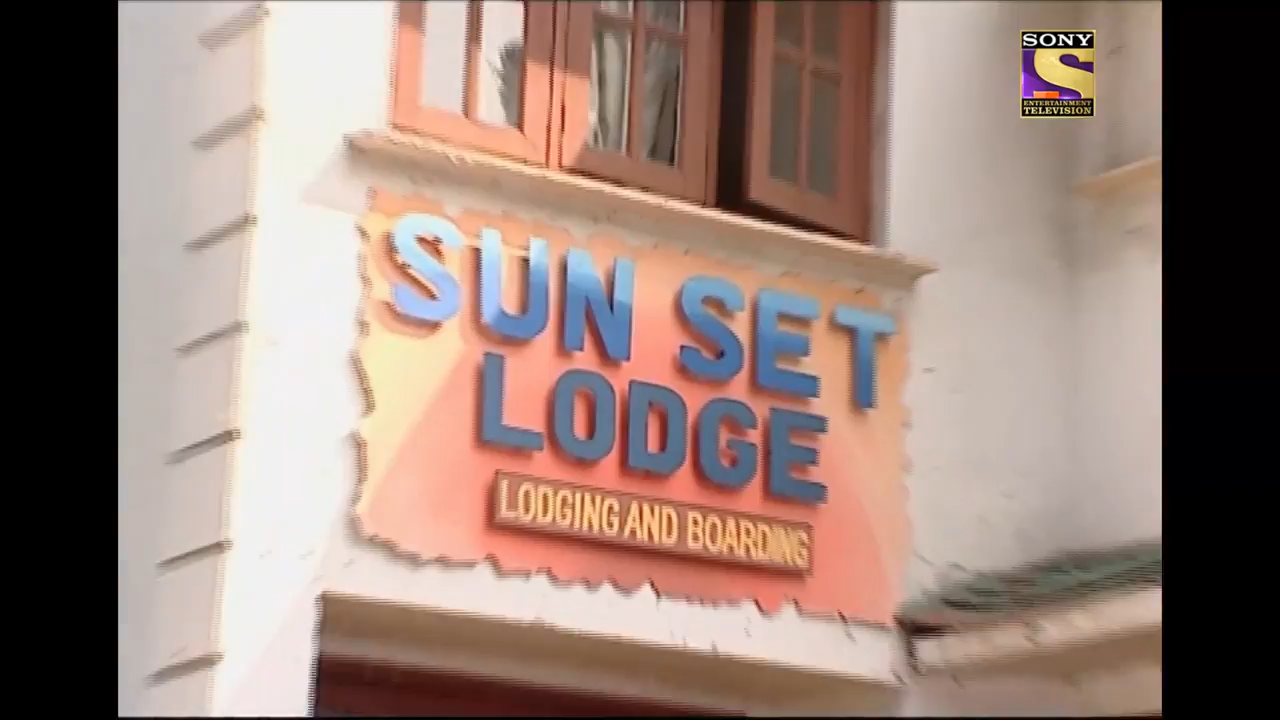 SONY
ENTERTAINMENT
TELEVISION
SUN SET
LODGE
LODGING AND BOARDING